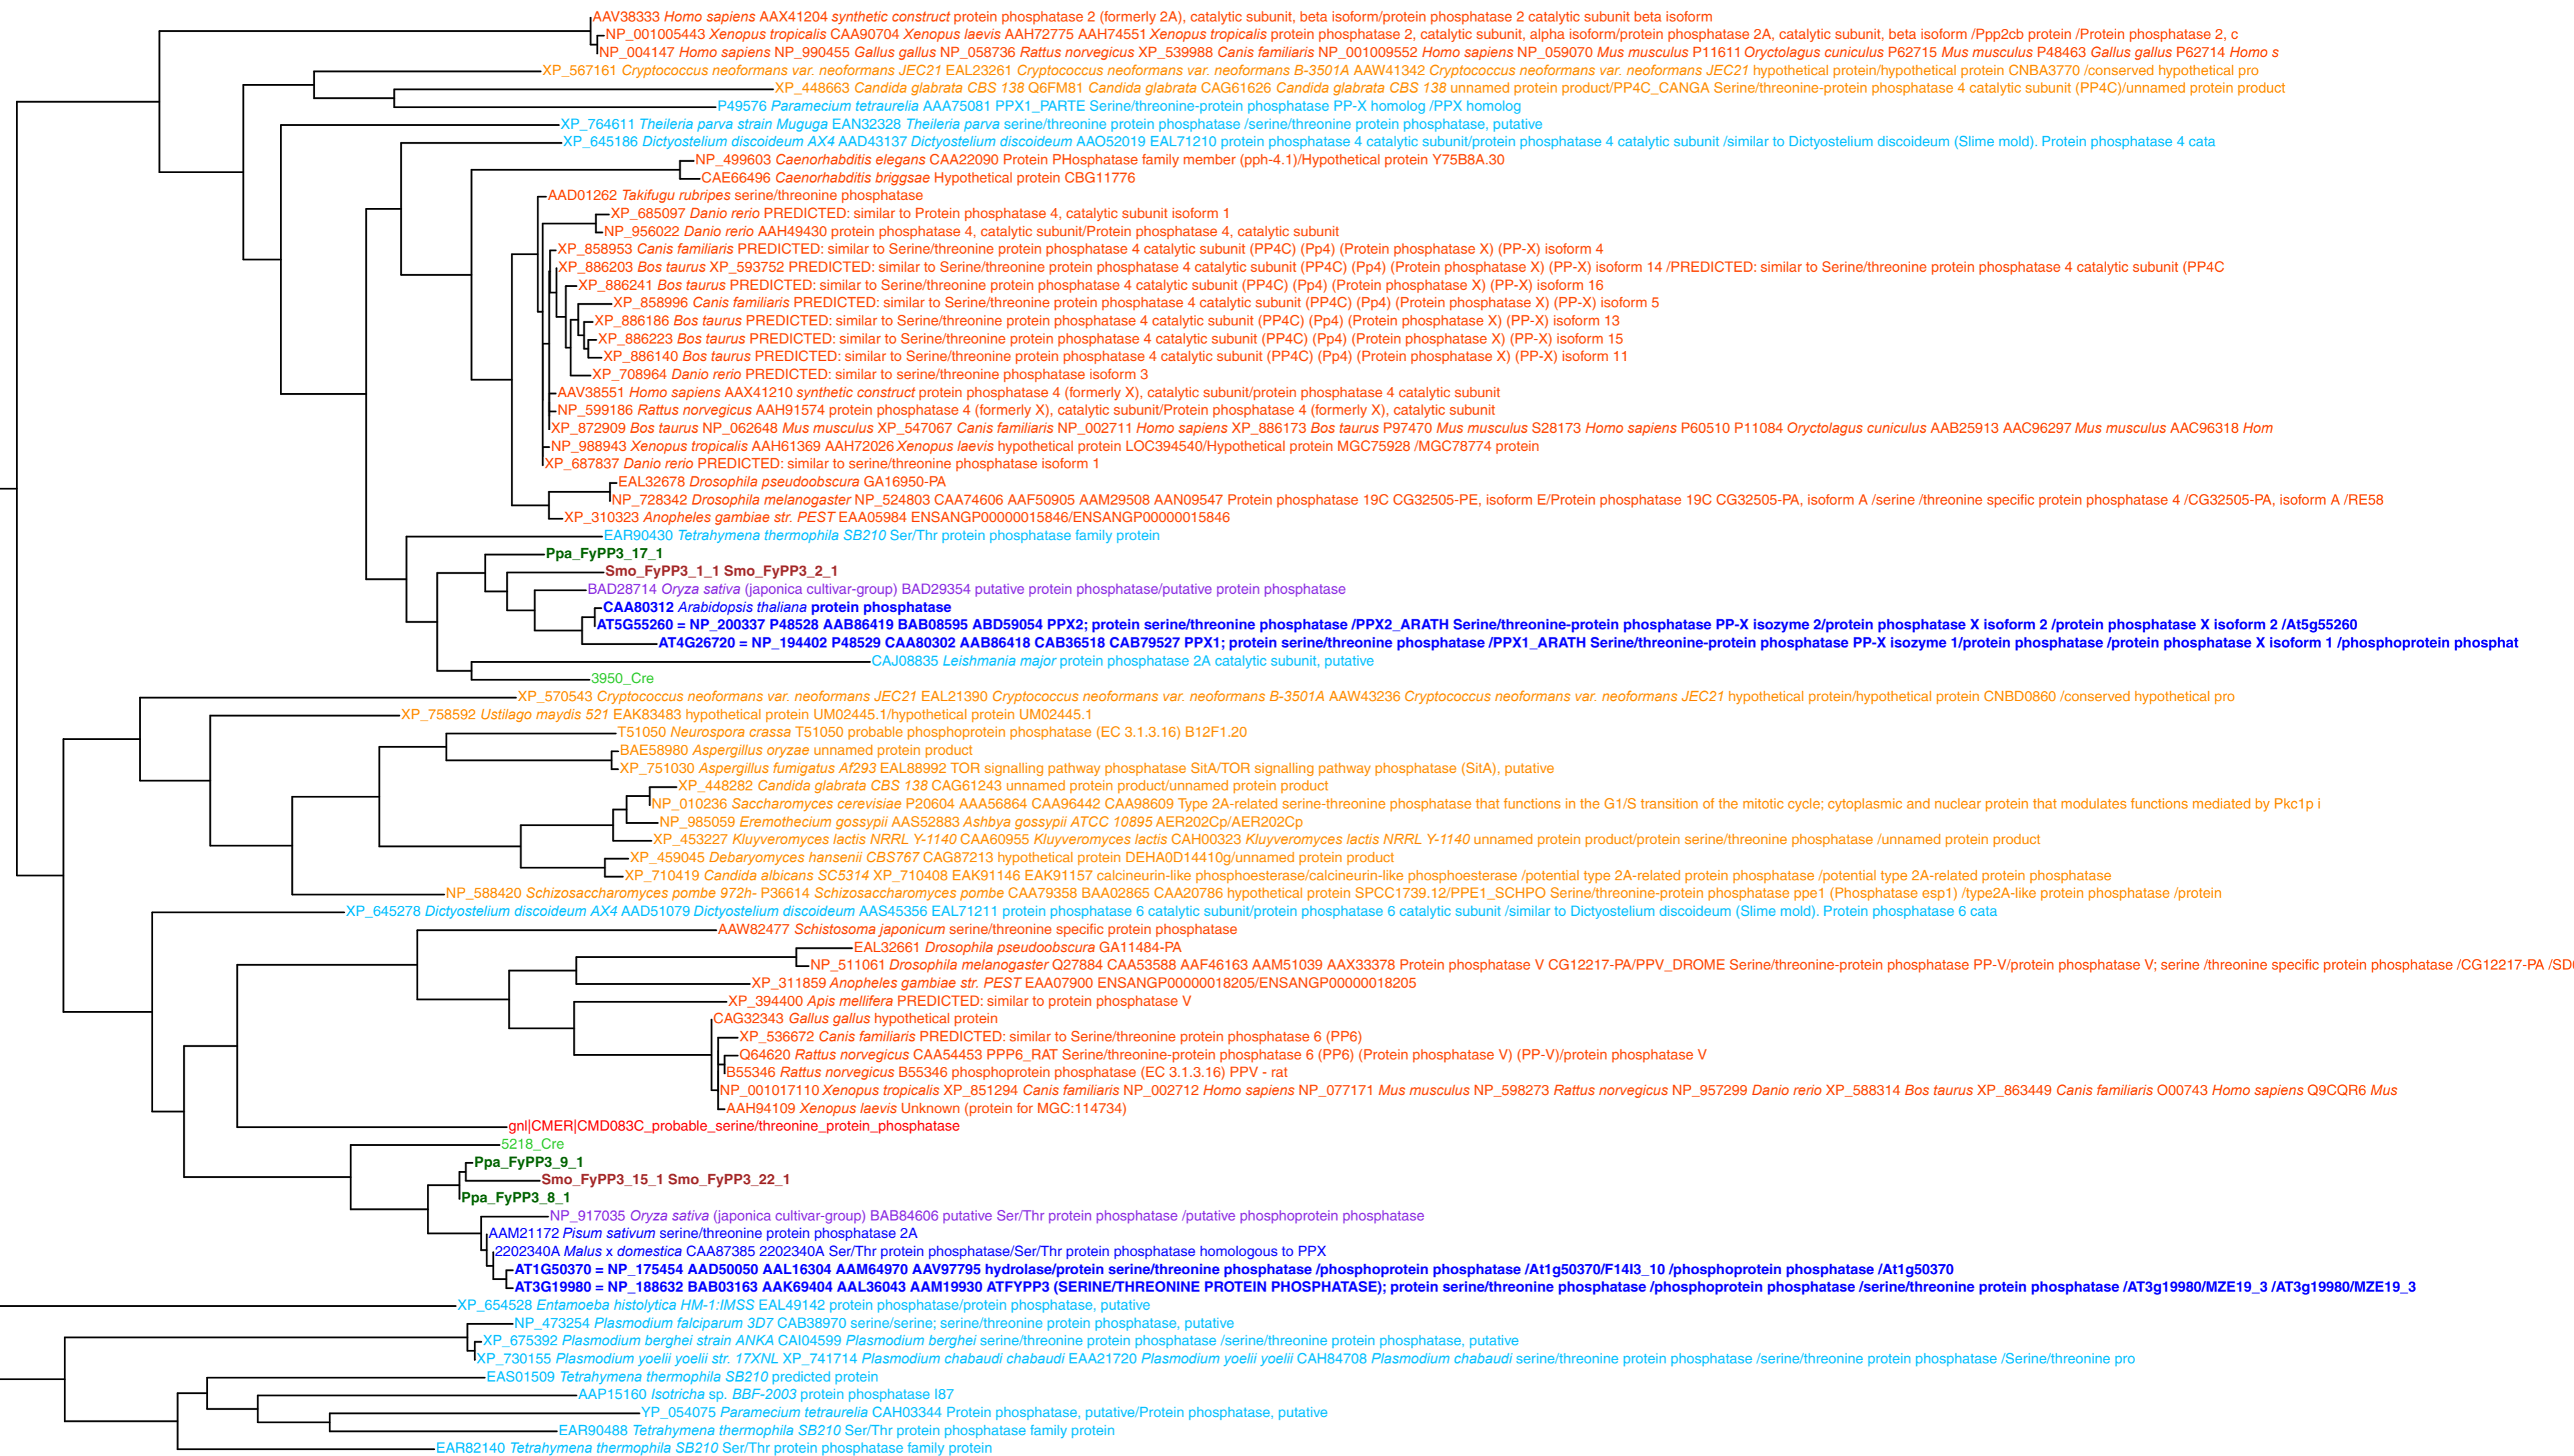 AAV38333 Homo sapiens AAX41204 synthetic construct protein phosphatase 2 (formerly 2A), catalytic subunit, beta isoform/protein phosphatase 2 catalytic subunit beta isoform
NP_001005443 Xenopus tropicalis CAA90704 Xenopus laevis AAH72775 AAH74551 Xenopus tropicalis protein phosphatase 2, catalytic subunit, alpha isoform/protein phosphatase 2A, catalytic subunit, beta isoform /Ppp2cb protein /Protein phosphatase 2, c
NP_004147 Homo sapiens NP_990455 Gallus gallus NP_058736 Rattus norvegicus XP_539988 Canis familiaris NP_001009552 Homo sapiens NP_059070 Mus musculus P11611 Oryctolagus cuniculus P62715 Mus musculus P48463 Gallus gallus P62714 Homo s
XP_567161 Cryptococcus neoformans var. neoformans JEC21 EAL23261 Cryptococcus neoformans var. neoformans B-3501A AAW41342 Cryptococcus neoformans var. neoformans JEC21 hypothetical protein/hypothetical protein CNBA3770 /conserved hypothetical pro
XP_448663 Candida glabrata CBS 138 Q6FM81 Candida glabrata CAG61626 Candida glabrata CBS 138 unnamed protein product/PP4C_CANGA Serine/threonine-protein phosphatase 4 catalytic subunit (PP4C)/unnamed protein product
P49576 Paramecium tetraurelia AAA75081 PPX1_PARTE Serine/threonine-protein phosphatase PP-X homolog /PPX homolog
XP_764611 Theileria parva strain Muguga EAN32328 Theileria parva serine/threonine protein phosphatase /serine/threonine protein phosphatase, putative
XP_645186 Dictyostelium discoideum AX4 AAD43137 Dictyostelium discoideum AAO52019 EAL71210 protein phosphatase 4 catalytic subunit/protein phosphatase 4 catalytic subunit /similar to Dictyostelium discoideum (Slime mold). Protein phosphatase 4 cata
NP_499603 Caenorhabditis elegans CAA22090 Protein PHosphatase family member (pph-4.1)/Hypothetical protein Y75B8A.30
CAE66496 Caenorhabditis briggsae Hypothetical protein CBG11776
AAD01262 Takifugu rubripes serine/threonine phosphatase
XP_685097 Danio rerio PREDICTED: similar to Protein phosphatase 4, catalytic subunit isoform 1
NP_956022 Danio rerio AAH49430 protein phosphatase 4, catalytic subunit/Protein phosphatase 4, catalytic subunit
XP_858953 Canis familiaris PREDICTED: similar to Serine/threonine protein phosphatase 4 catalytic subunit (PP4C) (Pp4) (Protein phosphatase X) (PP-X) isoform 4
XP_886203 Bos taurus XP_593752 PREDICTED: similar to Serine/threonine protein phosphatase 4 catalytic subunit (PP4C) (Pp4) (Protein phosphatase X) (PP-X) isoform 14 /PREDICTED: similar to Serine/threonine protein phosphatase 4 catalytic subunit (PP4C
XP_886241 Bos taurus PREDICTED: similar to Serine/threonine protein phosphatase 4 catalytic subunit (PP4C) (Pp4) (Protein phosphatase X) (PP-X) isoform 16
XP_858996 Canis familiaris PREDICTED: similar to Serine/threonine protein phosphatase 4 catalytic subunit (PP4C) (Pp4) (Protein phosphatase X) (PP-X) isoform 5
XP_886186 Bos taurus PREDICTED: similar to Serine/threonine protein phosphatase 4 catalytic subunit (PP4C) (Pp4) (Protein phosphatase X) (PP-X) isoform 13
XP_886223 Bos taurus PREDICTED: similar to Serine/threonine protein phosphatase 4 catalytic subunit (PP4C) (Pp4) (Protein phosphatase X) (PP-X) isoform 15
XP_886140 Bos taurus PREDICTED: similar to Serine/threonine protein phosphatase 4 catalytic subunit (PP4C) (Pp4) (Protein phosphatase X) (PP-X) isoform 11
XP_708964 Danio rerio PREDICTED: similar to serine/threonine phosphatase isoform 3
AAV38551 Homo sapiens AAX41210 synthetic construct protein phosphatase 4 (formerly X), catalytic subunit/protein phosphatase 4 catalytic subunit
NP_599186 Rattus norvegicus AAH91574 protein phosphatase 4 (formerly X), catalytic subunit/Protein phosphatase 4 (formerly X), catalytic subunit
XP_872909 Bos taurus NP_062648 Mus musculus XP_547067 Canis familiaris NP_002711 Homo sapiens XP_886173 Bos taurus P97470 Mus musculus S28173 Homo sapiens P60510 P11084 Oryctolagus cuniculus AAB25913 AAC96297 Mus musculus AAC96318 Hom
NP_988943 Xenopus tropicalis AAH61369 AAH72026 Xenopus laevis hypothetical protein LOC394540/Hypothetical protein MGC75928 /MGC78774 protein
XP_687837 Danio rerio PREDICTED: similar to serine/threonine phosphatase isoform 1
EAL32678 Drosophila pseudoobscura GA16950-PA
NP_728342 Drosophila melanogaster NP_524803 CAA74606 AAF50905 AAM29508 AAN09547 Protein phosphatase 19C CG32505-PE, isoform E/Protein phosphatase 19C CG32505-PA, isoform A /serine /threonine specific protein phosphatase 4 /CG32505-PA, isoform A /RE58
XP_310323 Anopheles gambiae str. PEST EAA05984 ENSANGP00000015846/ENSANGP00000015846
EAR90430 Tetrahymena thermophila SB210 Ser/Thr protein phosphatase family protein
Ppa_FyPP3_17_1
Smo_FyPP3_1_1 Smo_FyPP3_2_1
BAD28714 Oryza sativa (japonica cultivar-group) BAD29354 putative protein phosphatase/putative protein phosphatase
CAA80312 Arabidopsis thaliana protein phosphatase
AT5G55260 = NP_200337 P48528 AAB86419 BAB08595 ABD59054 PPX2; protein serine/threonine phosphatase /PPX2_ARATH Serine/threonine-protein phosphatase PP-X isozyme 2/protein phosphatase X isoform 2 /protein phosphatase X isoform 2 /At5g55260
AT4G26720 = NP_194402 P48529 CAA80302 AAB86418 CAB36518 CAB79527 PPX1; protein serine/threonine phosphatase /PPX1_ARATH Serine/threonine-protein phosphatase PP-X isozyme 1/protein phosphatase /protein phosphatase X isoform 1 /phosphoprotein phosphat
CAJ08835 Leishmania major protein phosphatase 2A catalytic subunit, putative
3950_Cre
XP_570543 Cryptococcus neoformans var. neoformans JEC21 EAL21390 Cryptococcus neoformans var. neoformans B-3501A AAW43236 Cryptococcus neoformans var. neoformans JEC21 hypothetical protein/hypothetical protein CNBD0860 /conserved hypothetical pro
XP_758592 Ustilago maydis 521 EAK83483 hypothetical protein UM02445.1/hypothetical protein UM02445.1
T51050 Neurospora crassa T51050 probable phosphoprotein phosphatase (EC 3.1.3.16) B12F1.20
BAE58980 Aspergillus oryzae unnamed protein product
XP_751030 Aspergillus fumigatus Af293 EAL88992 TOR signalling pathway phosphatase SitA/TOR signalling pathway phosphatase (SitA), putative
XP_448282 Candida glabrata CBS 138 CAG61243 unnamed protein product/unnamed protein product
NP_010236 Saccharomyces cerevisiae P20604 AAA56864 CAA96442 CAA98609 Type 2A-related serine-threonine phosphatase that functions in the G1/S transition of the mitotic cycle; cytoplasmic and nuclear protein that modulates functions mediated by Pkc1p i
NP_985059 Eremothecium gossypii AAS52883 Ashbya gossypii ATCC 10895 AER202Cp/AER202Cp
XP_453227 Kluyveromyces lactis NRRL Y-1140 CAA60955 Kluyveromyces lactis CAH00323 Kluyveromyces lactis NRRL Y-1140 unnamed protein product/protein serine/threonine phosphatase /unnamed protein product
XP_459045 Debaryomyces hansenii CBS767 CAG87213 hypothetical protein DEHA0D14410g/unnamed protein product
XP_710419 Candida albicans SC5314 XP_710408 EAK91146 EAK91157 calcineurin-like phosphoesterase/calcineurin-like phosphoesterase /potential type 2A-related protein phosphatase /potential type 2A-related protein phosphatase
NP_588420 Schizosaccharomyces pombe 972h- P36614 Schizosaccharomyces pombe CAA79358 BAA02865 CAA20786 hypothetical protein SPCC1739.12/PPE1_SCHPO Serine/threonine-protein phosphatase ppe1 (Phosphatase esp1) /type2A-like protein phosphatase /protein
XP_645278 Dictyostelium discoideum AX4 AAD51079 Dictyostelium discoideum AAS45356 EAL71211 protein phosphatase 6 catalytic subunit/protein phosphatase 6 catalytic subunit /similar to Dictyostelium discoideum (Slime mold). Protein phosphatase 6 cata
AAW82477 Schistosoma japonicum serine/threonine specific protein phosphatase
EAL32661 Drosophila pseudoobscura GA11484-PA
NP_511061 Drosophila melanogaster Q27884 CAA53588 AAF46163 AAM51039 AAX33378 Protein phosphatase V CG12217-PA/PPV_DROME Serine/threonine-protein phosphatase PP-V/protein phosphatase V; serine /threonine specific protein phosphatase /CG12217-PA
XP_311859 Anopheles gambiae str. PEST EAA07900 ENSANGP00000018205/ENSANGP00000018205
XP_394400 Apis mellifera PREDICTED: similar to protein phosphatase V
CAG32343 Gallus gallus hypothetical protein
XP_536672 Canis familiaris PREDICTED: similar to Serine/threonine protein phosphatase 6 (PP6)
Q64620 Rattus norvegicus CAA54453 PPP6_RAT Serine/threonine-protein phosphatase 6 (PP6) (Protein phosphatase V) (PP-V)/protein phosphatase V
B55346 Rattus norvegicus B55346 phosphoprotein phosphatase (EC 3.1.3.16) PPV - rat
NP_001017110 Xenopus tropicalis XP_851294 Canis familiaris NP_002712 Homo sapiens NP_077171 Mus musculus NP_598273 Rattus norvegicus NP_957299 Danio rerio XP_588314 Bos taurus XP_863449 Canis familiaris O00743 Homo sapiens Q9CQR6 Mus
AAH94109 Xenopus laevis Unknown (protein for MGC:114734)
gnl|CMER|CMD083C_probable_serine/threonine_protein_phosphatase
5218_Cre
Ppa_FyPP3_9_1
Smo_FyPP3_15_1 Smo_FyPP3_22_1
Ppa_FyPP3_8_1
NP_917035 Oryza sativa (japonica cultivar-group) BAB84606 putative Ser/Thr protein phosphatase /putative phosphoprotein phosphatase
AAM21172 Pisum sativum serine/threonine protein phosphatase 2A
2202340A Malus x domestica CAA87385 2202340A Ser/Thr protein phosphatase/Ser/Thr protein phosphatase homologous to PPX
AT1G50370 = NP_175454 AAD50050 AAL16304 AAM64970 AAV97795 hydrolase/protein serine/threonine phosphatase /phosphoprotein phosphatase /At1g50370/F14I3_10 /phosphoprotein phosphatase /At1g50370
AT3G19980 = NP_188632 BAB03163 AAK69404 AAL36043 AAM19930 ATFYPP3 (SERINE/THREONINE PROTEIN PHOSPHATASE); protein serine/threonine phosphatase /phosphoprotein phosphatase /serine/threonine protein phosphatase /AT3g19980/MZE19_3 /AT3g19980/MZE19_3
XP_654528 Entamoeba histolytica HM-1:IMSS EAL49142 protein phosphatase/protein phosphatase, putative
NP_473254 Plasmodium falciparum 3D7 CAB38970 serine/serine; serine/threonine protein phosphatase, putative
XP_675392 Plasmodium berghei strain ANKA CAI04599 Plasmodium berghei serine/threonine protein phosphatase /serine/threonine protein phosphatase, putative
XP_730155 Plasmodium yoelii yoelii str. 17XNL XP_741714 Plasmodium chabaudi chabaudi EAA21720 Plasmodium yoelii yoelii CAH84708 Plasmodium chabaudi serine/threonine protein phosphatase /serine/threonine protein phosphatase /Serine/threonine pro
EAS01509 Tetrahymena thermophila SB210 predicted protein
AAP15160 Isotricha sp. BBF-2003 protein phosphatase I87
YP_054075 Paramecium tetraurelia CAH03344 Protein phosphatase, putative/Protein phosphatase, putative
EAR90488 Tetrahymena thermophila SB210 Ser/Thr protein phosphatase family protein
EAR82140 Tetrahymena thermophila SB210 Ser/Thr protein phosphatase family protein